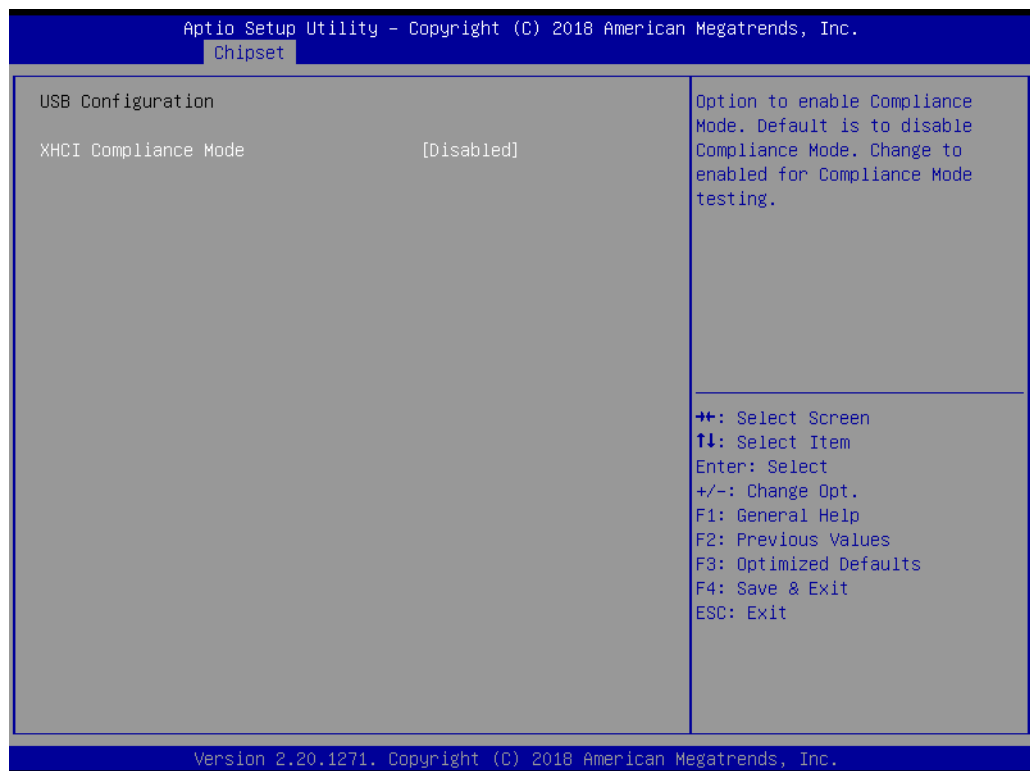 Aptio Setup Utility – Copyright (C) 2018 American Megatrends, Inc.
Chipset
USB Configuration
XHCI Compliance Mode [Disabled]
Option to enable Compliance
Mode. Default is to disable
Compliance Mode. Change to
enabled for Compliance Mode
testing.
→←: Select Screen
↑↓: Select Item
Enter: Select
+/-: Change Opt.
F1: General Help
F2: Previous Values
F3: Optimized Defaults
F4: Save & Exit
ESC: Exit
Version 2.20.1271. Copyright (C) 2018 American Megatrends, Inc.